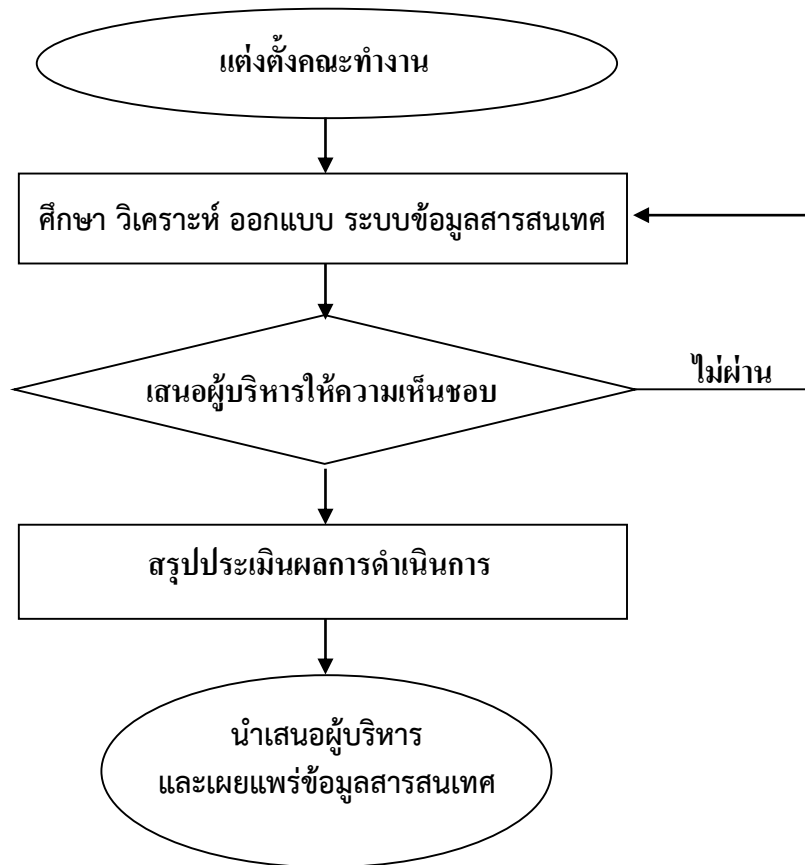 แต่งตั้งคณะทำงาน
ศึกษา วิเคราะห์ ออกแบบ ระบบข้อมูลสารสนเทศ
เสนอผู้บริหารให้ความเห็นชอบ
ไม่ผ่าน
สรุปประเมินผลการดำเนินการ
นำเสนอผู้บริหาร
และเผยแพร่ข้อมูลสารสนเทศ